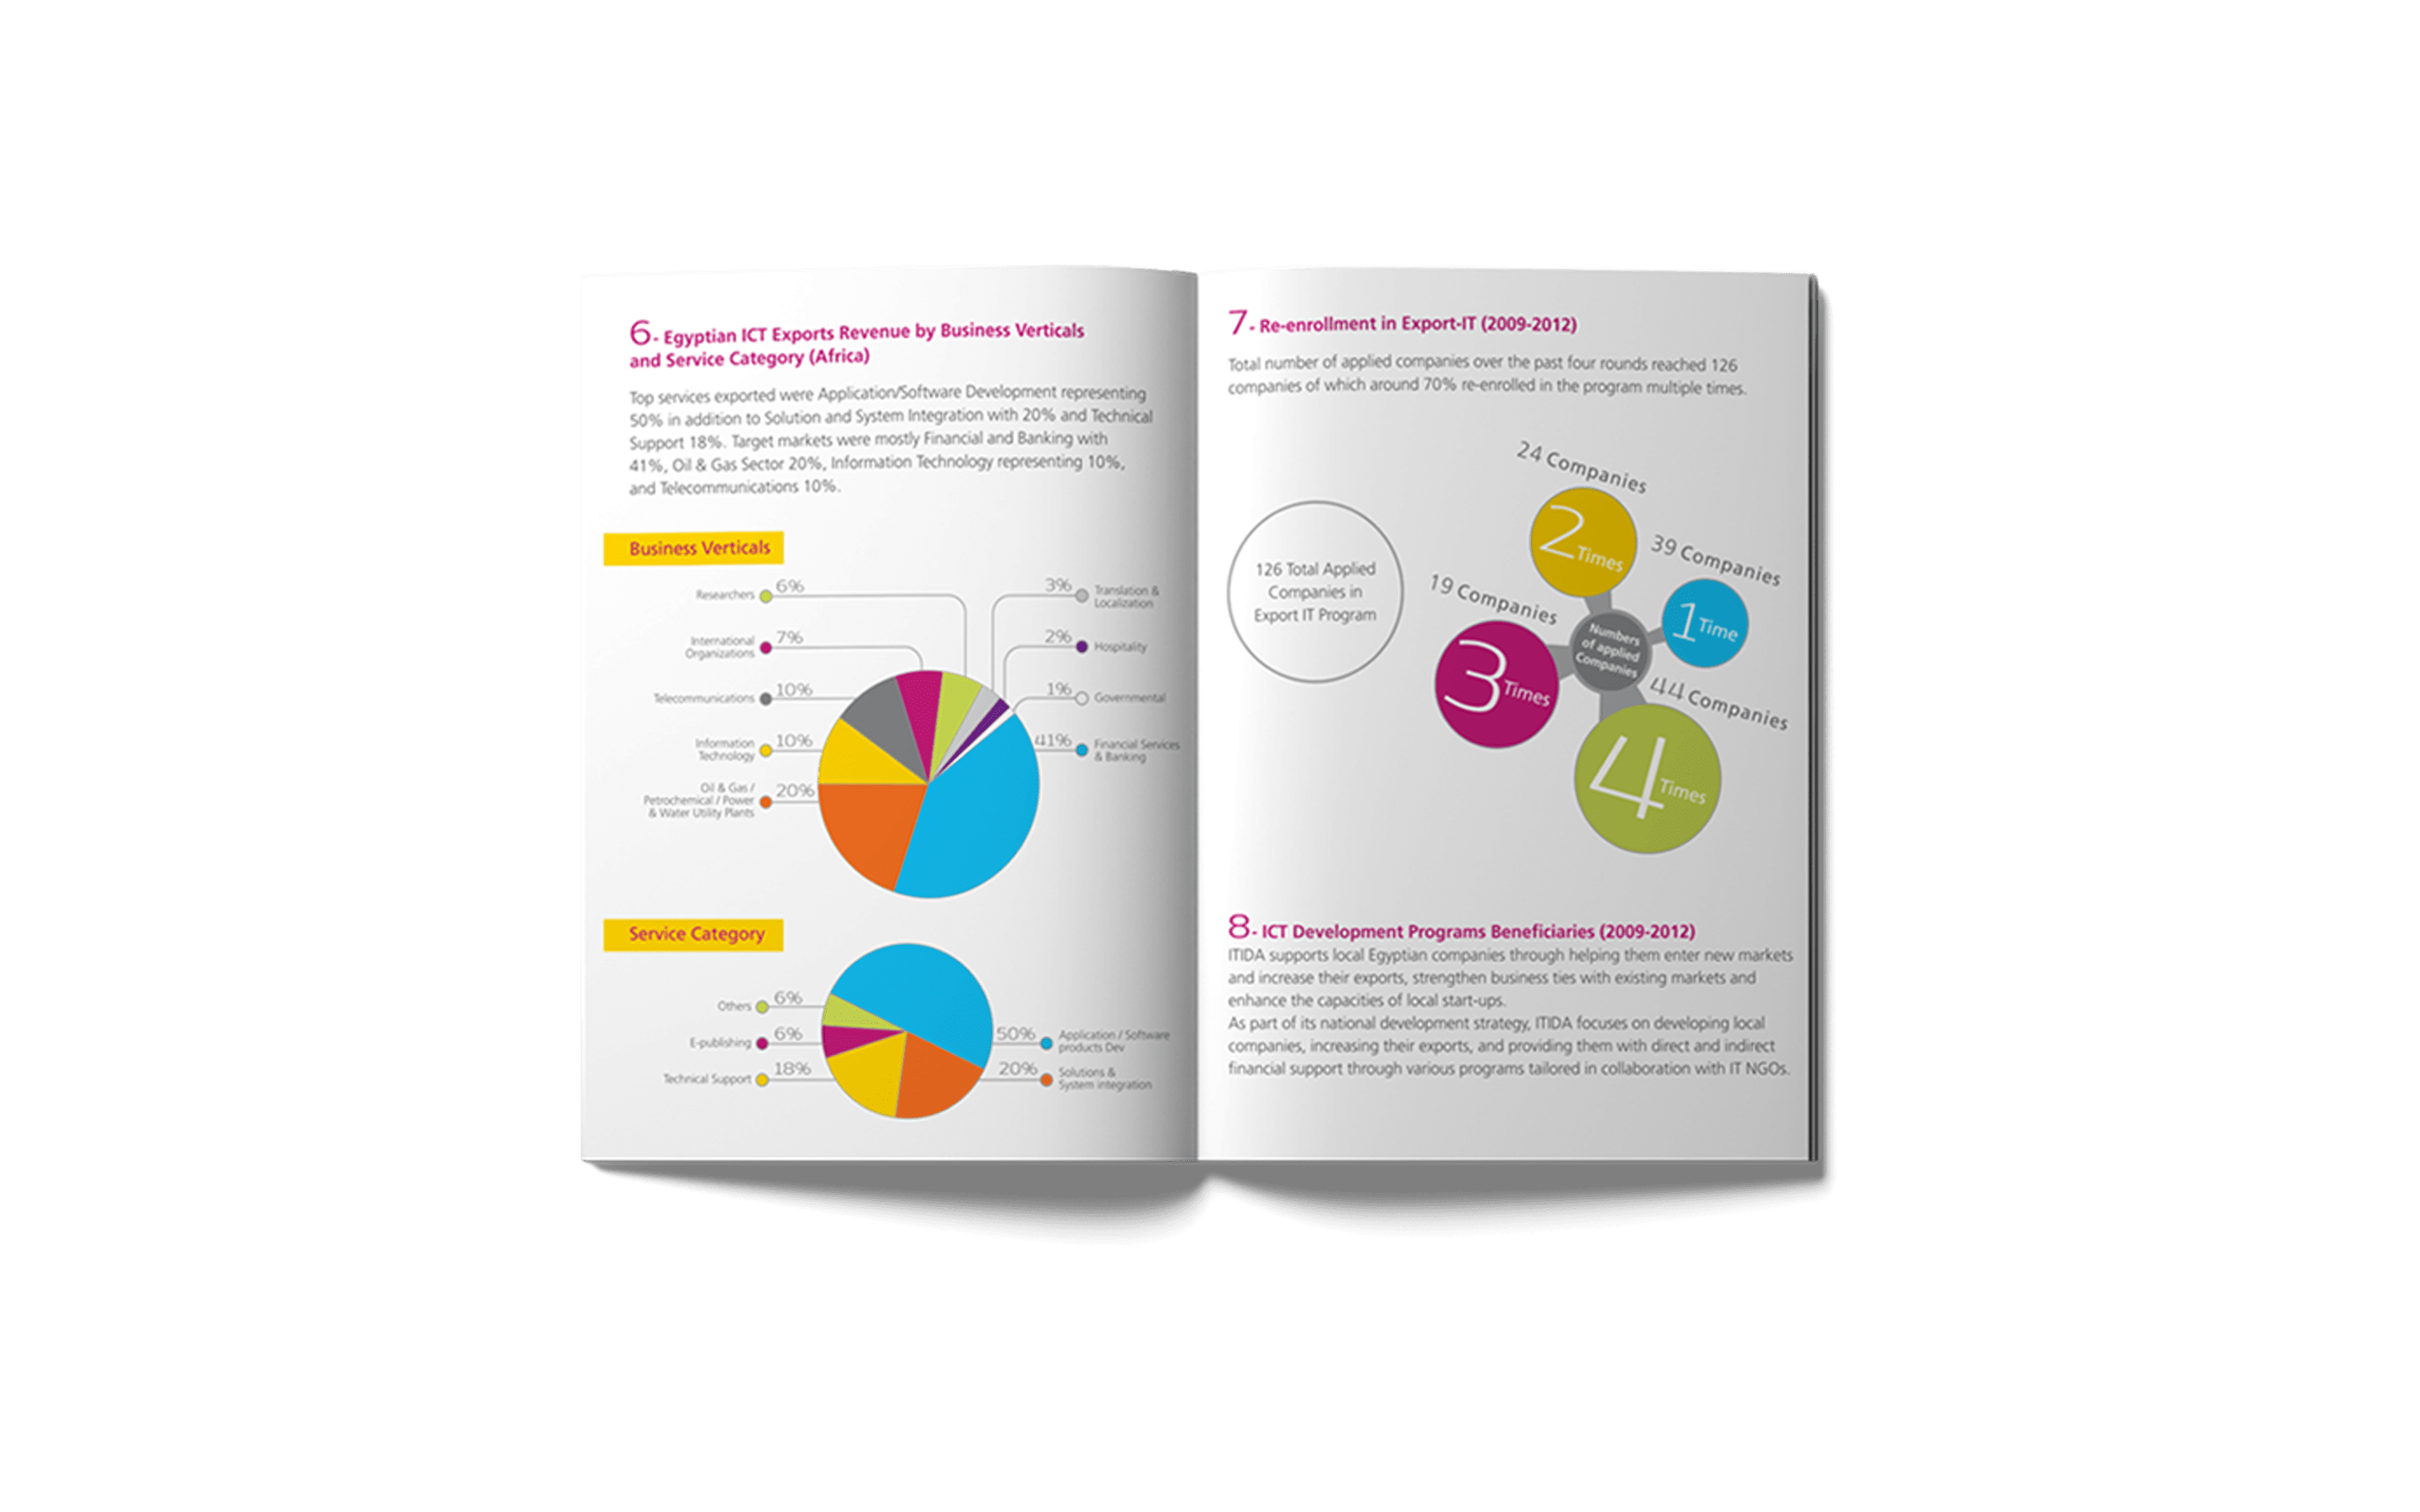 6- Egyptian ICT Exports Revenue by Business Verticals
and Service Category (Africa)
Top services exported were Application/Software Development representing
50% in addition to Solution and System Integration with 20% and Technical
Support 18%. Target markets were mostly Financial and Banking with
41%, Oil & Gas Sector 20%, Information Technology representing 10%,
and Telecommunications 10%.
Business Verticals
Researchers 6%
International
Organizations 7%
Telecommunications 10%
Information
Technology 10%
Oil & Gas /
Petrochemical / Power
& Water Utility Plants 20%
3% Translation &
Localization
2% Hospitality
1% Governmental
41% Financial Services
& Banking
Service Category
Others 6%
E-publishing 6%
Technical Support 18%
50% Application / Software
products Dev
20% Solutions &
System integration
7- Re-enrollment in Export-IT (2009-2012)
Total number of applied companies over the past four rounds reached 126
companies of which around 70% re-enrolled in the program multiple times.
126 Total Applied
Companies in
Export IT Program
24 Companies
2 Times
39 Companies
1 Time
19 Companies
3 Times
Numbers
of applied
Companies
44 Companies
4 Times
8- ICT Development Programs Beneficiaries (2009-2012)
ITIDA supports local Egyptian companies through helping them enter new markets
and increase their exports, strengthen business ties with existing markets and
enhance the capacities of local start-ups.
As part of its national development strategy, ITIDA focuses on developing local
companies, increasing their exports, and providing them with direct and indirect
financial support through various programs tailored in collaboration with IT NGOs.